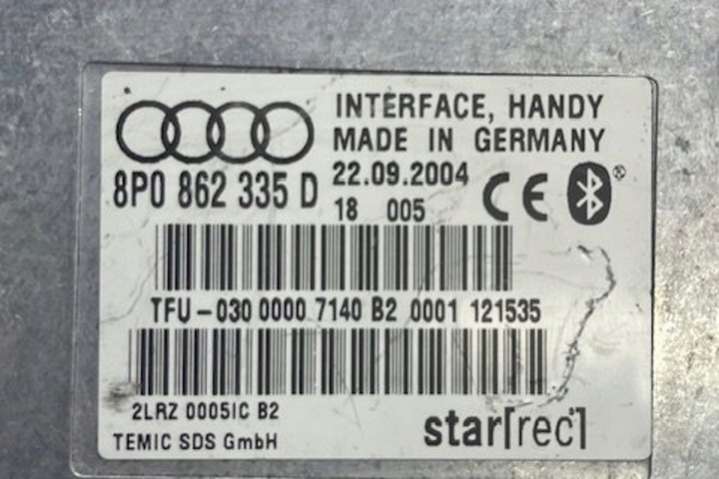 INTERFACE, HANDY
MADE IN GERMANY
8P0 862 335 D
22.09.2004
18 005
CE
®
TFU-030 0000 7140 B2 0001 121535
2LRZ 0005IC B2
TEMIC SDS GmbH
star[rec]